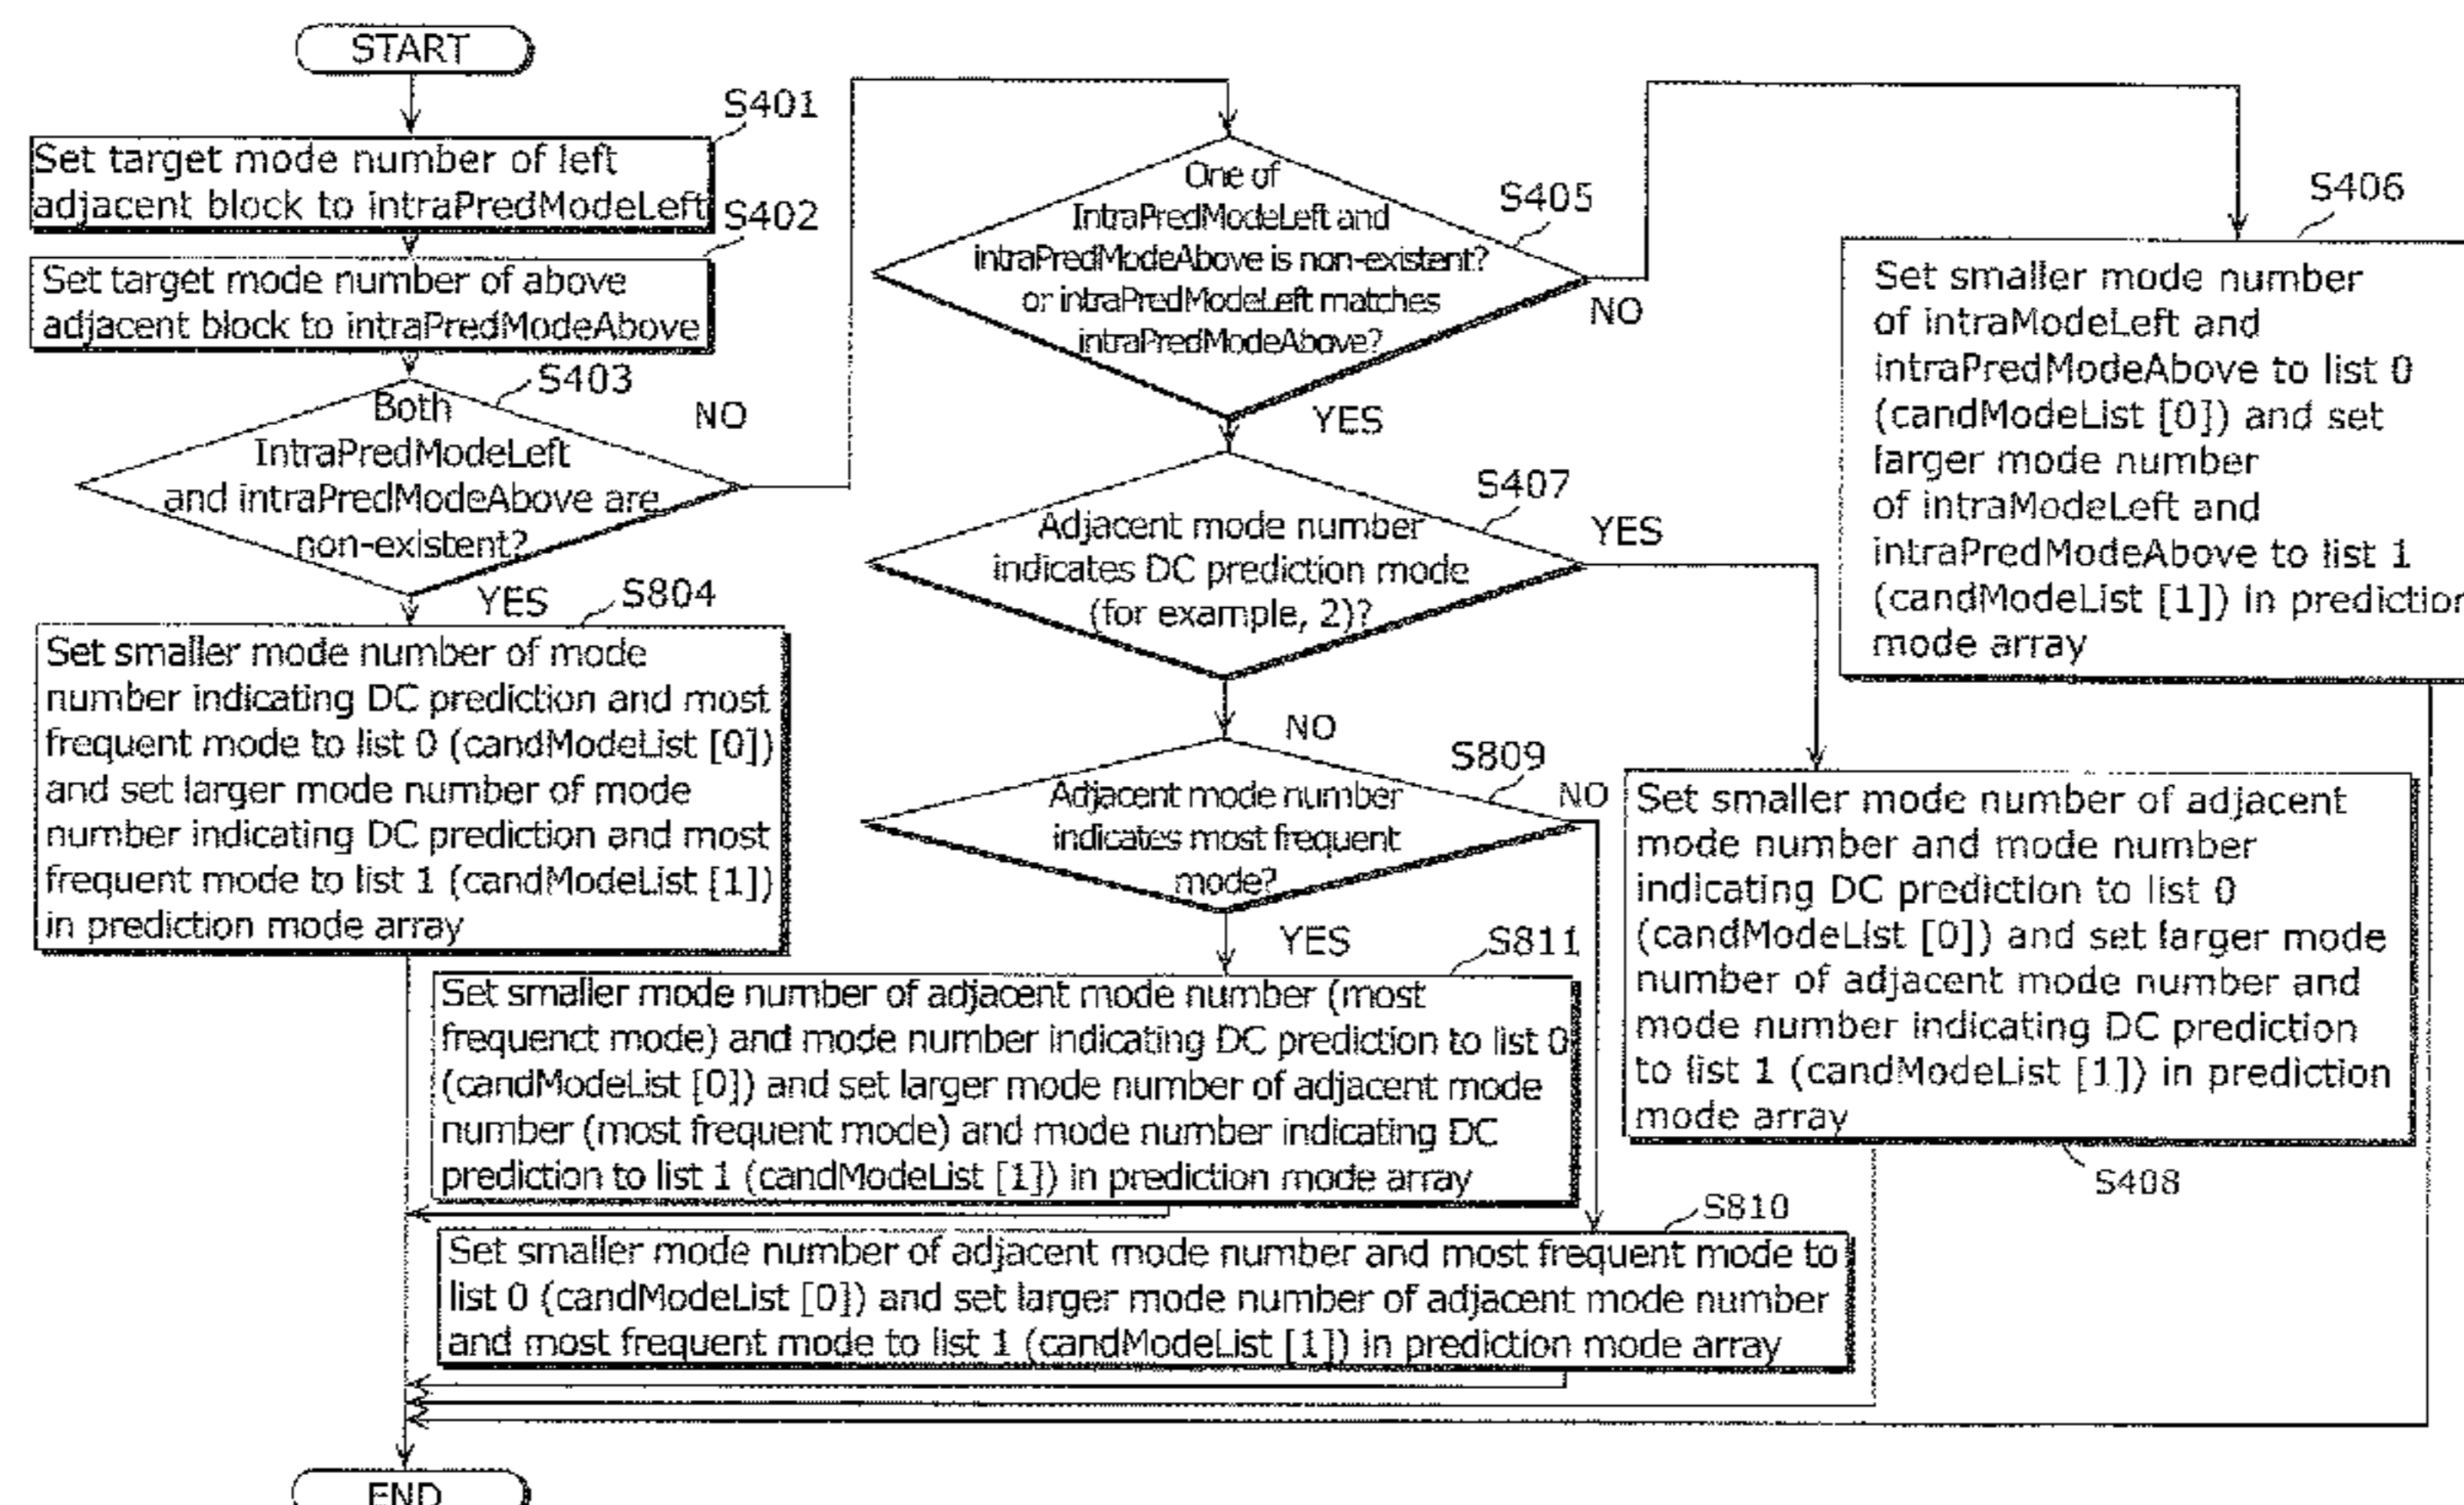 START
S401
Set target mode number of left
adjacent block to intraPredModeLeft
S402
Set target mode number of above
adjacent block to intraPredModeAbove
S403
Both
IntraPredModeLeft
and intraPredModeAbove are
non-existent?
NO
YES
S804
Set smaller mode number of mode
number indicating DC prediction and most
frequent mode to list 0 (candModeList [0])
and set larger mode number of mode
number indicating DC prediction and most
frequent mode to list 1 (candModeList [1])
in prediction mode array
S405
One of
IntraPredModeLeft and
intraPredModeAbove is non-existent?
or intraPredModeLeft matches
intraPredModeAbove?
NO
YES
S406
Set smaller mode number
of intraModeLeft and
intraPredModeAbove to list 0
(candModeList [0]) and set
larger mode number
of intraModeLeft and
intraPredModeAbove to list 1
(candModeList [1]) in prediction
mode array
S407
Adjacent mode number
indicates DC prediction mode
(for example, 2)?
YES
NO
S809
Adjacent mode number
indicates most frequent
mode?
NO
YES
Set smaller mode number of adjacent
mode number and mode number
indicating DC prediction to list 0
(candModeList [0]) and set larger mode
number of adjacent mode number and
mode number indicating DC prediction
to list 1 (candModeList [1]) in prediction
mode array
S408
S811
Set smaller mode number of adjacent mode number (most
frequenct mode) and mode number indicating DC prediction to list 0
(candModeList [0]) and set larger mode number of adjacent mode
number (most frequent mode) and mode number indicating DC
prediction to list 1 (candModeList [1]) in prediction mode array
S810
Set smaller mode number of adjacent mode number and most frequent mode to
list 0 (candModeList [0]) and set larger mode number of adjacent mode number
and most frequent mode to list 1 (candModeList [1]) in prediction mode array
END